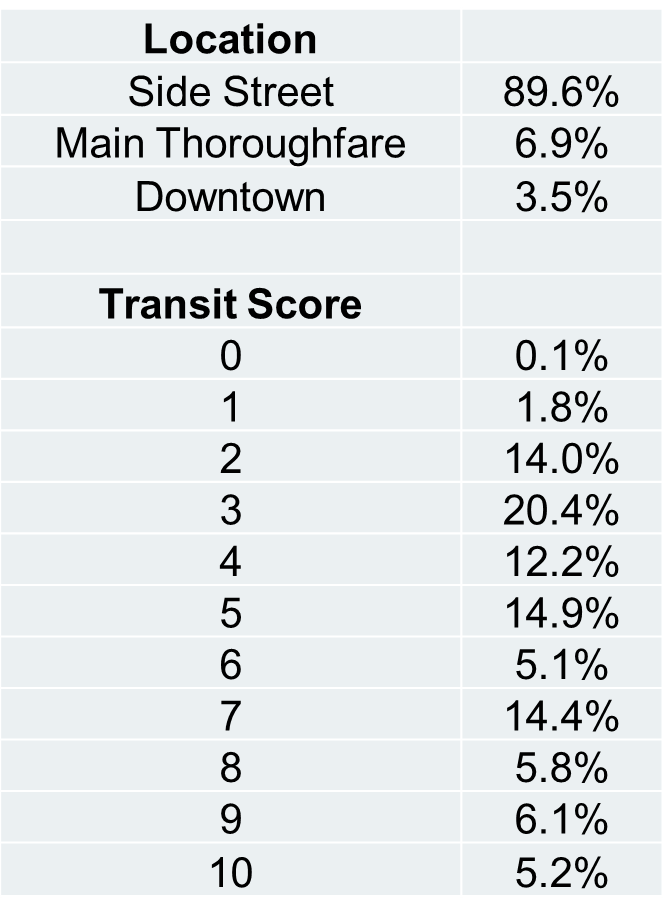 Location
Side Street 89.6%
Main Thoroughfare 6.9%
Downtown 3.5%
Transit Score
0 0.1%
1 1.8%
2 14.0%
3 20.4%
4 12.2%
5 14.9%
6 5.1%
7 14.4%
8 5.8%
9 6.1%
10 5.2%